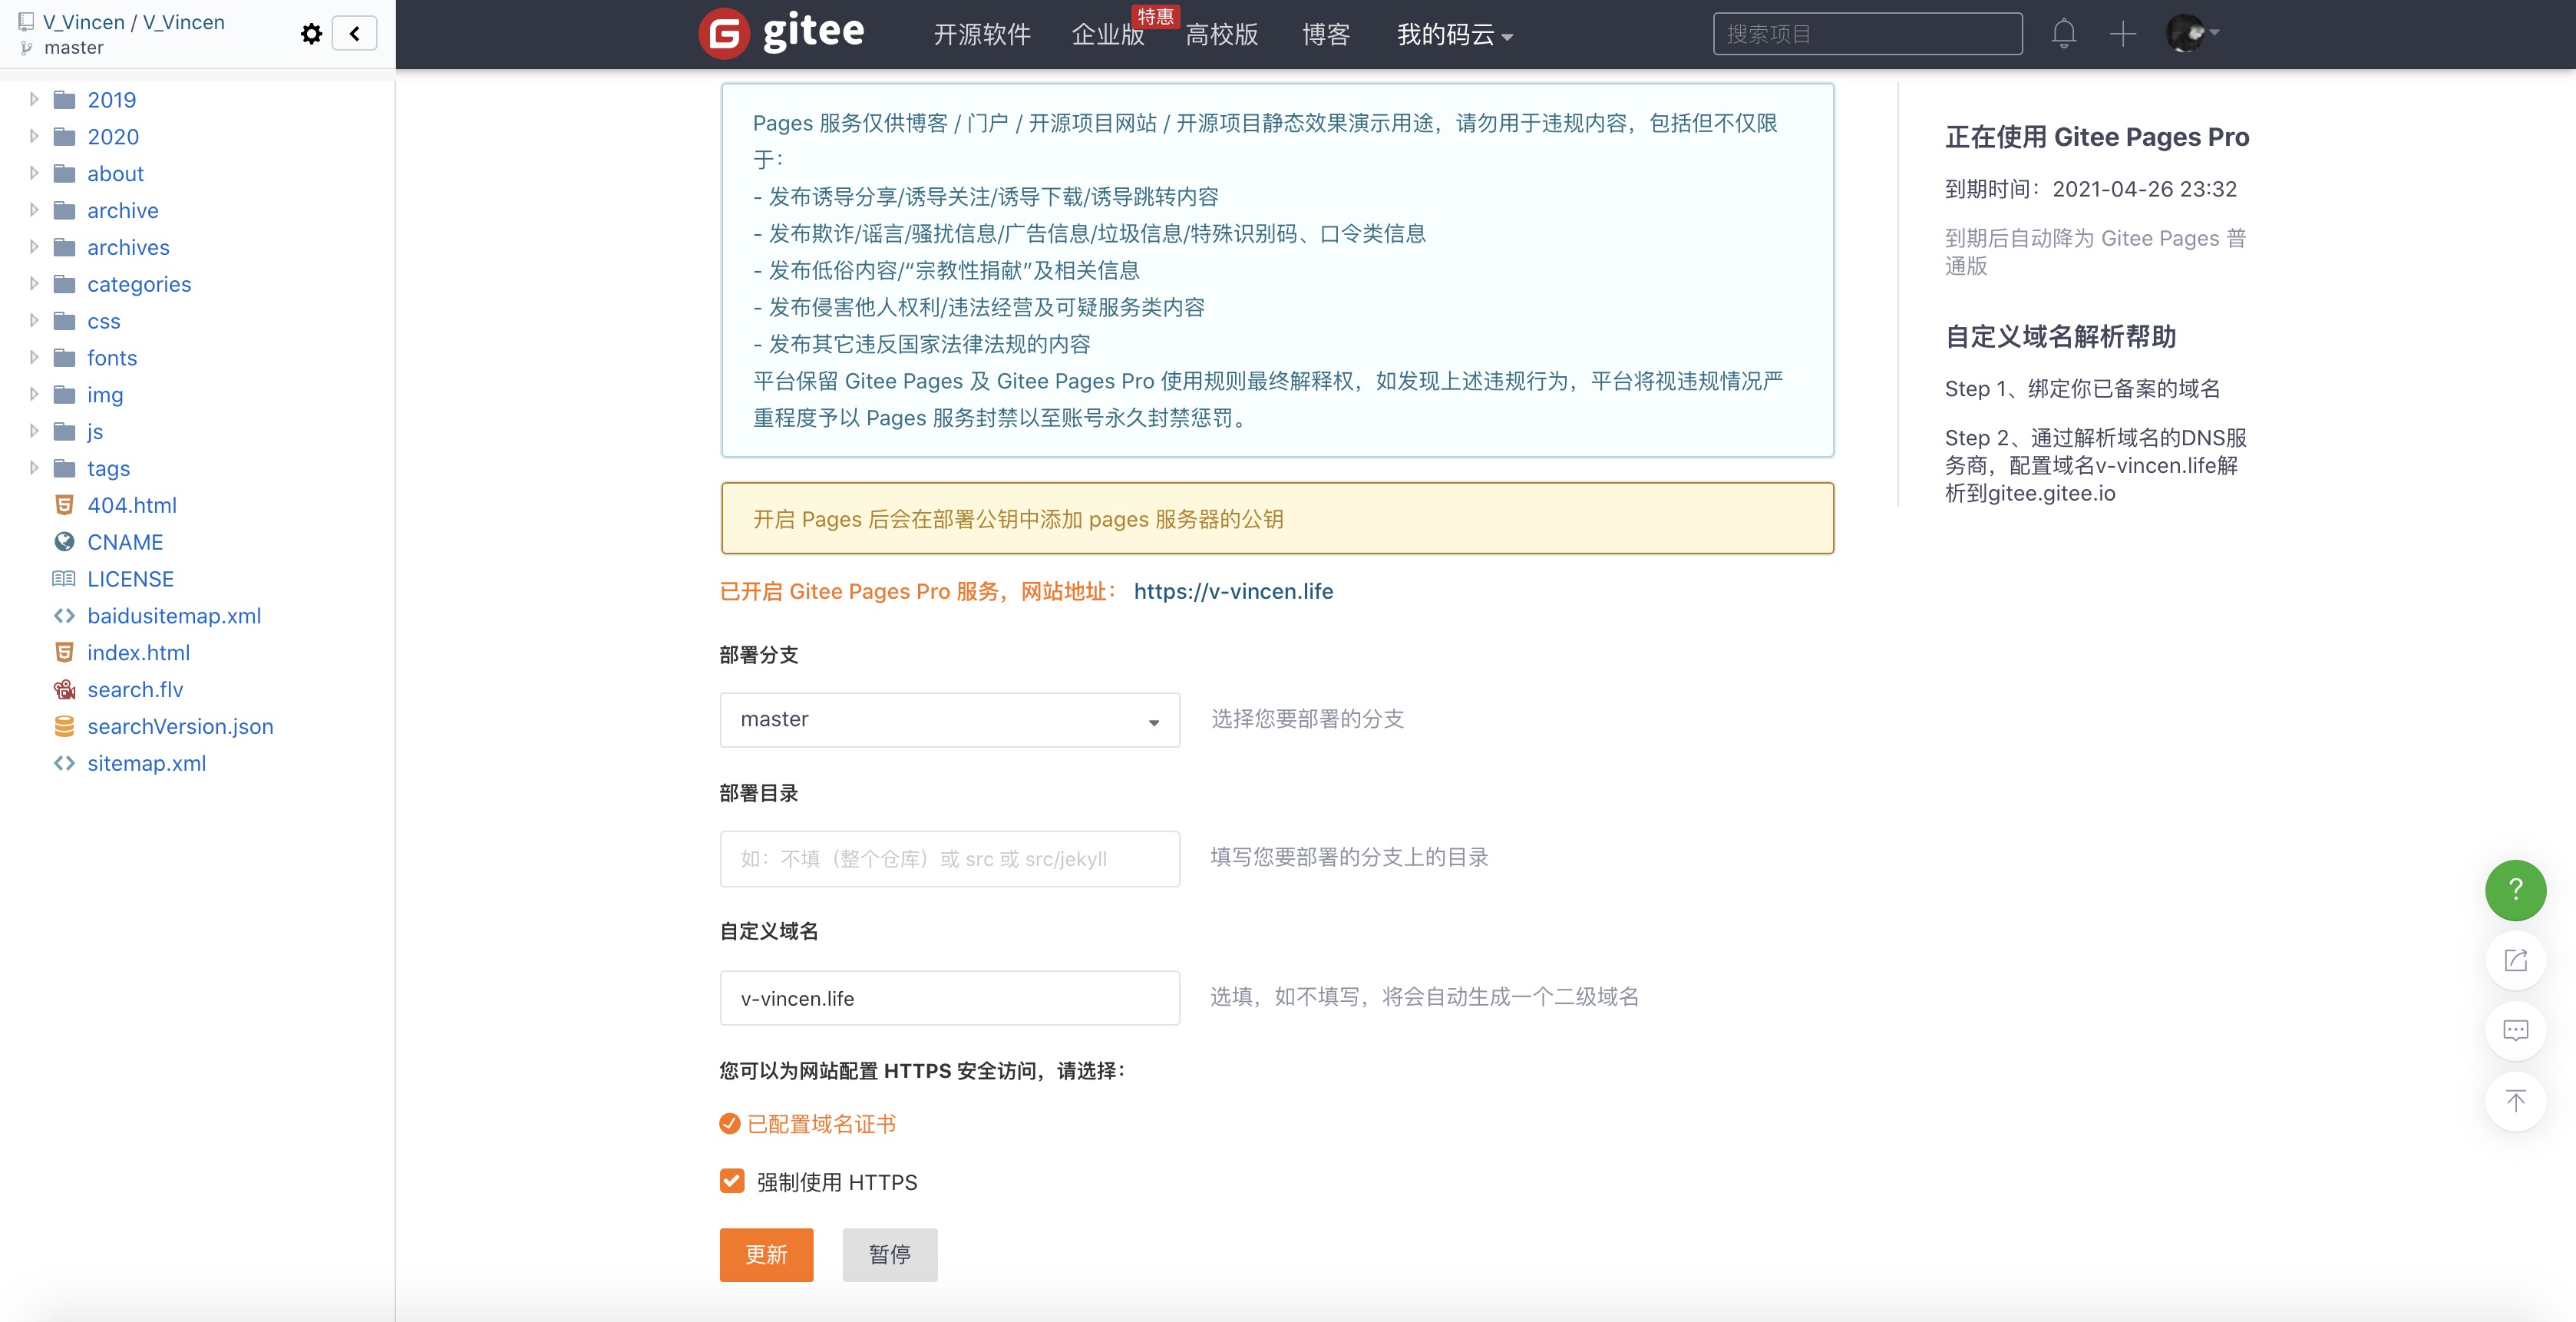 V_Vincen / V_Vincen
master
2019
2020
about
archive
archives
categories
css
fonts
img
js
tags
404.html
CNAME
LICENSE
baidusitemap.xml
index.html
search.flv
searchVersion.json
sitemap.xml
G gitee
开源软件 企业版 特惠 高校版 博客 我的码云
搜索项目
Pages 服务仅供博客 / 门户 / 开源项目网站 / 开源项目静态效果演示用途，请勿用于违规内容，包括但不仅限
于：
- 发布诱导分享/诱导关注/诱导下载/诱导跳转内容
- 发布欺诈/谣言/骚扰信息/广告信息/垃圾信息/特殊识别码、口令类信息
- 发布低俗内容/“宗教性捐献”及相关信息
- 发布侵害他人权利/违法经营及可疑服务类内容
- 发布其它违反国家法律法规的内容
平台保留 Gitee Pages 及 Gitee Pages Pro 使用规则最终解释权，如发现上述违规行为，平台将视违规情况严
重程度予以 Pages 服务封禁以至账号永久封禁惩罚。
开启 Pages 后会在部署公钥中添加 pages 服务器的公钥
已开启 Gitee Pages Pro 服务，网站地址： https://v-vincen.life
部署分支
master
选择您要部署的分支
部署目录
如：不填（整个仓库）或 src 或 src/jekyll
填写您要部署的分支上的目录
自定义域名
v-vincen.life
选填，如不填写，将会自动生成一个二级域名
您可以为网站配置 HTTPS 安全访问，请选择：
已配置域名证书
强制使用 HTTPS
更新 暂停
正在使用 Gitee Pages Pro
到期时间：2021-04-26 23:32
到期后自动降为 Gitee Pages 普
通版
自定义域名解析帮助
Step 1、绑定你已备案的域名
Step 2、通过解析域名的DNS服
务商，配置域名v-vincen.life解
析到gitee.gitee.io
?